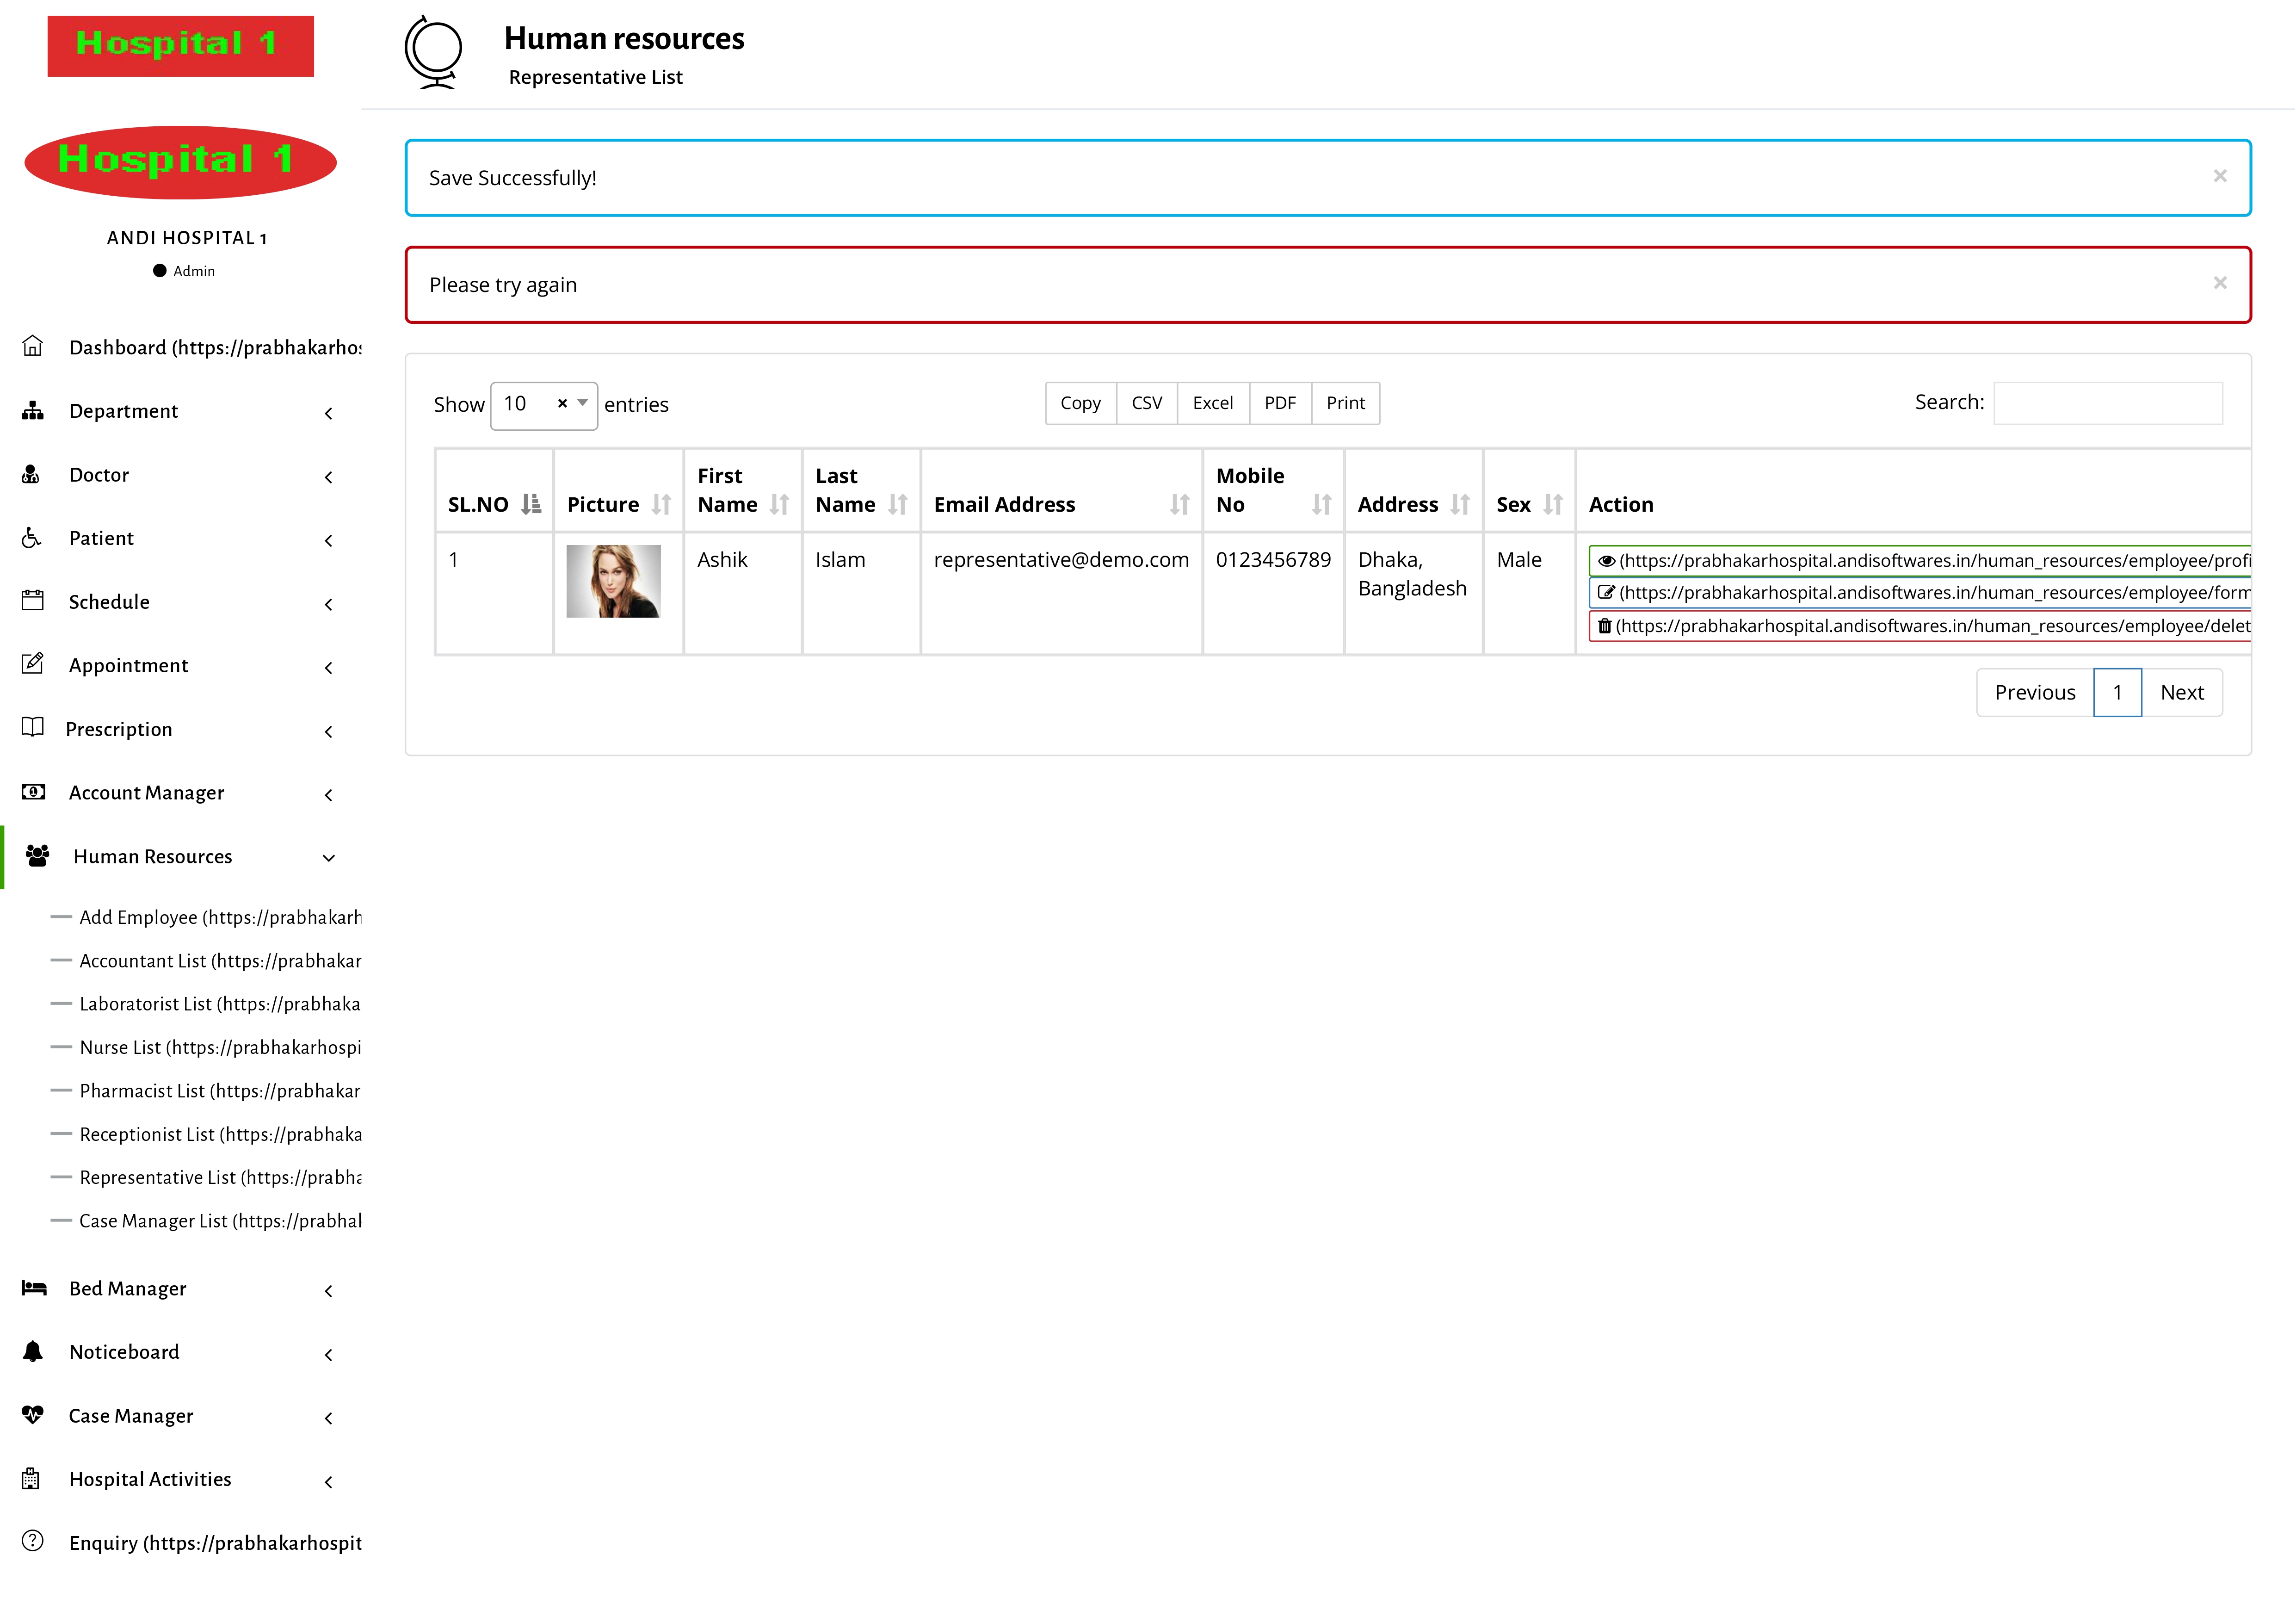 Hospital 1
Hospital 1
ANDI HOSPITAL 1
Admin
Dashboard (https://prabhakarhos
Department
Doctor
Patient
Schedule
Appointment
Prescription
Account Manager
Human Resources
Add Employee (https://prabhakarh
Accountant List (https://prabhakar
Laboratorist List (https://prabhaka
Nurse List (https://prabhakarhospi
Pharmacist List (https://prabhakar
Receptionist List (https://prabhaka
Representative List (https://prabha
Case Manager List (https://prabhal
Bed Manager
Noticeboard
Case Manager
Hospital Activities
Enquiry (https://prabhakarhospit
Human resources
Representative List
Save Successfully! ×
Please try again ×
Show 10 × entries Copy CSV Excel PDF Print Search:
SL.NO Picture First Name Last Name Email Address Mobile No Address Sex Action
1 Ashik Islam representative@demo.com 0123456789 Dhaka, Bangladesh Male
(https://prabhakarhospital.andisoftwares.in/human_resources/employee/profi
(https://prabhakarhospital.andisoftwares.in/human_resources/employee/form
(https://prabhakarhospital.andisoftwares.in/human_resources/employee/delet
Previous 1 Next